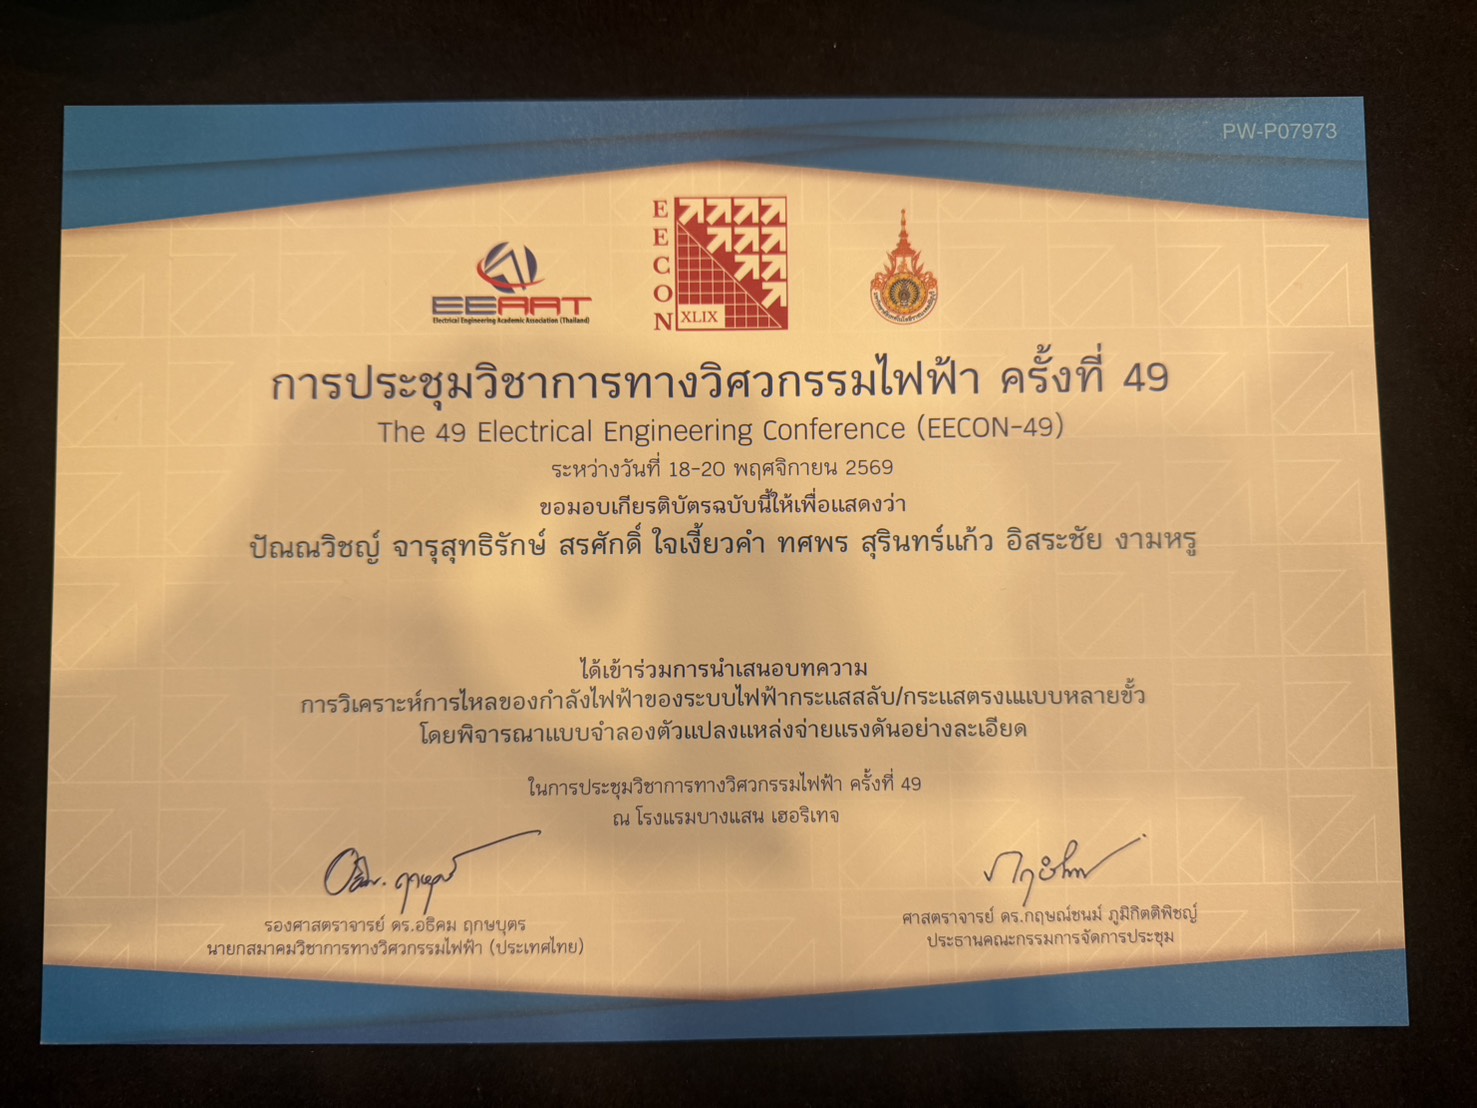 PW-P07973
EECON
XLIX
EEAAT
Electrical Engineering Academic Association (Thailand)
การประชุมวิชาการทางวิศวกรรมไฟฟ้า ครั้งที่ 49
The 49 Electrical Engineering Conference (EECON-49)
ระหว่างวันที่ 18-20 พฤศจิกายน 2569
ขอมอบเกียรติบัตรฉบับนี้ให้เพื่อแสดงว่า
ปัณณวิชญ์ จารุสุทธิรักษ์ สรศักดิ์ ใจเงี้ยวคำ ทศพร สุรินทร์แก้ว อิสระชัย งามหรู
ได้เข้าร่วมการนำเสนอบทความ
การวิเคราะห์การไหลของกำลังไฟฟ้าของระบบไฟฟ้ากระแสสลับ/กระแสตรงแแบบหลายขั้ว
โดยพิจารณาแบบจำลองตัวแปลงแหล่งจ่ายแรงดันอย่างละเอียด
ในการประชุมวิชาการทางวิศวกรรมไฟฟ้า ครั้งที่ 49
ณ โรงแรมบางแสน เฮอริเทจ
รองศาสตราจารย์ ดร.อธิคม ฤกษบุตร
นายกสมาคมวิชาการทางวิศวกรรมไฟฟ้า (ประเทศไทย)
ศาสตราจารย์ ดร.กฤษณ์ชนม์ ภูมิกิตติพิชญ์
ประธานคณะกรรมการจัดการประชุม